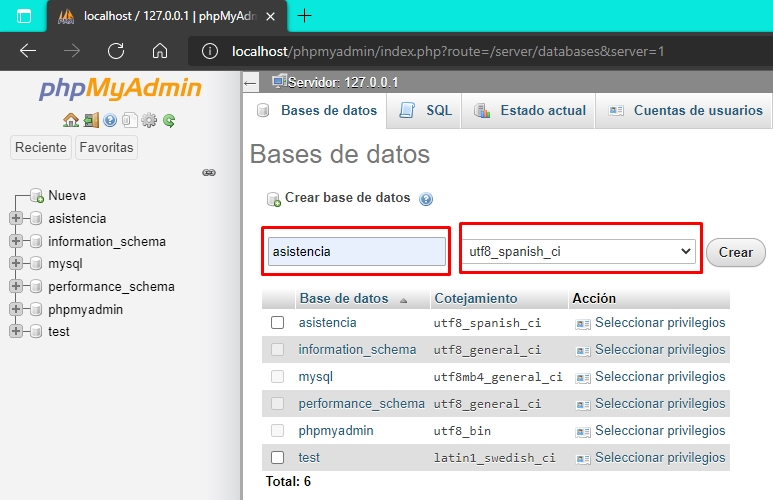 localhost / 127.0.0.1 | phpMyAdm
localhost/phpmyadmin/index.php?route=/server/databases&server=1
phpMyAdmin
Reciente Favoritas
Nueva
asistencia
information_schema
mysql
performance_schema
phpmyadmin
test
Servidor: 127.0.0.1
Bases de datos SQL Estado actual Cuentas de usuarios
Bases de datos
Crear base de datos
asistencia utf8_spanish_ci Crear
Base de datos Cotejamiento Acción
asistencia utf8_spanish_ci Seleccionar privilegios
information_schema utf8_general_ci Seleccionar privilegios
mysql utf8mb4_general_ci Seleccionar privilegios
performance_schema utf8_general_ci Seleccionar privilegios
phpmyadmin utf8_bin Seleccionar privilegios
test latin1_swedish_ci Seleccionar privilegios
Total: 6